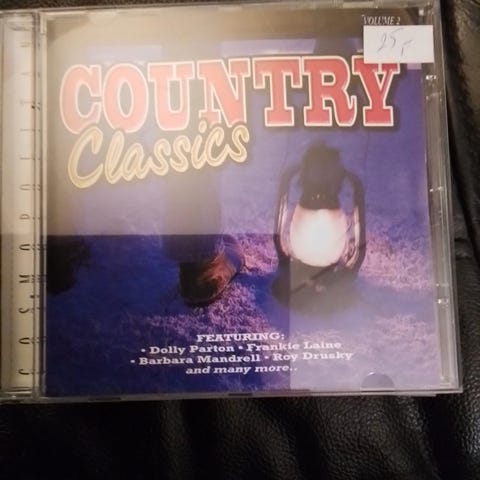 VOLUME 2
25,-
COUNTRY
Classics
COSMOPOLITAN
FEATURING:
• Dolly Parton • Frankie Laine
• Barbara Mandrell • Roy Drusky
and many more..